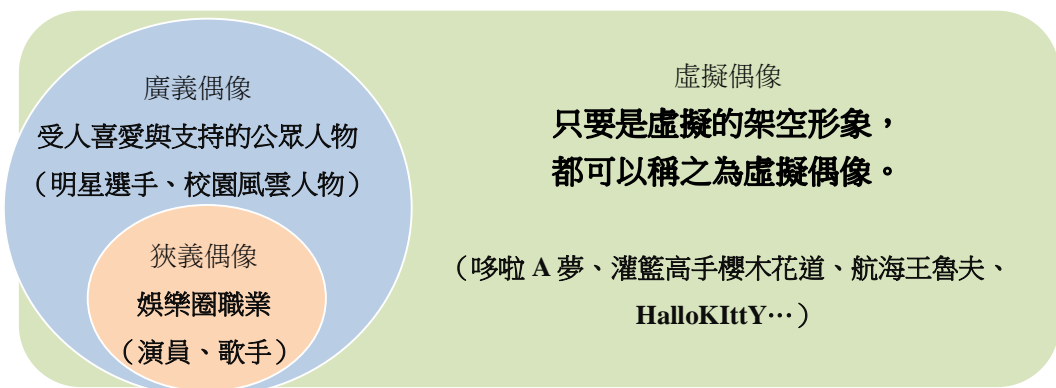 廣義偶像
受人喜愛與支持的公眾人物
（明星選手、校園風雲人物）
狹義偶像
娛樂圈職業
（演員、歌手）
虛擬偶像
只要是虛擬的架空形象，
都可以稱之為虛擬偶像。
（哆啦 A 夢、灌籃高手櫻木花道、航海王魯夫、
HalloKIttY…）